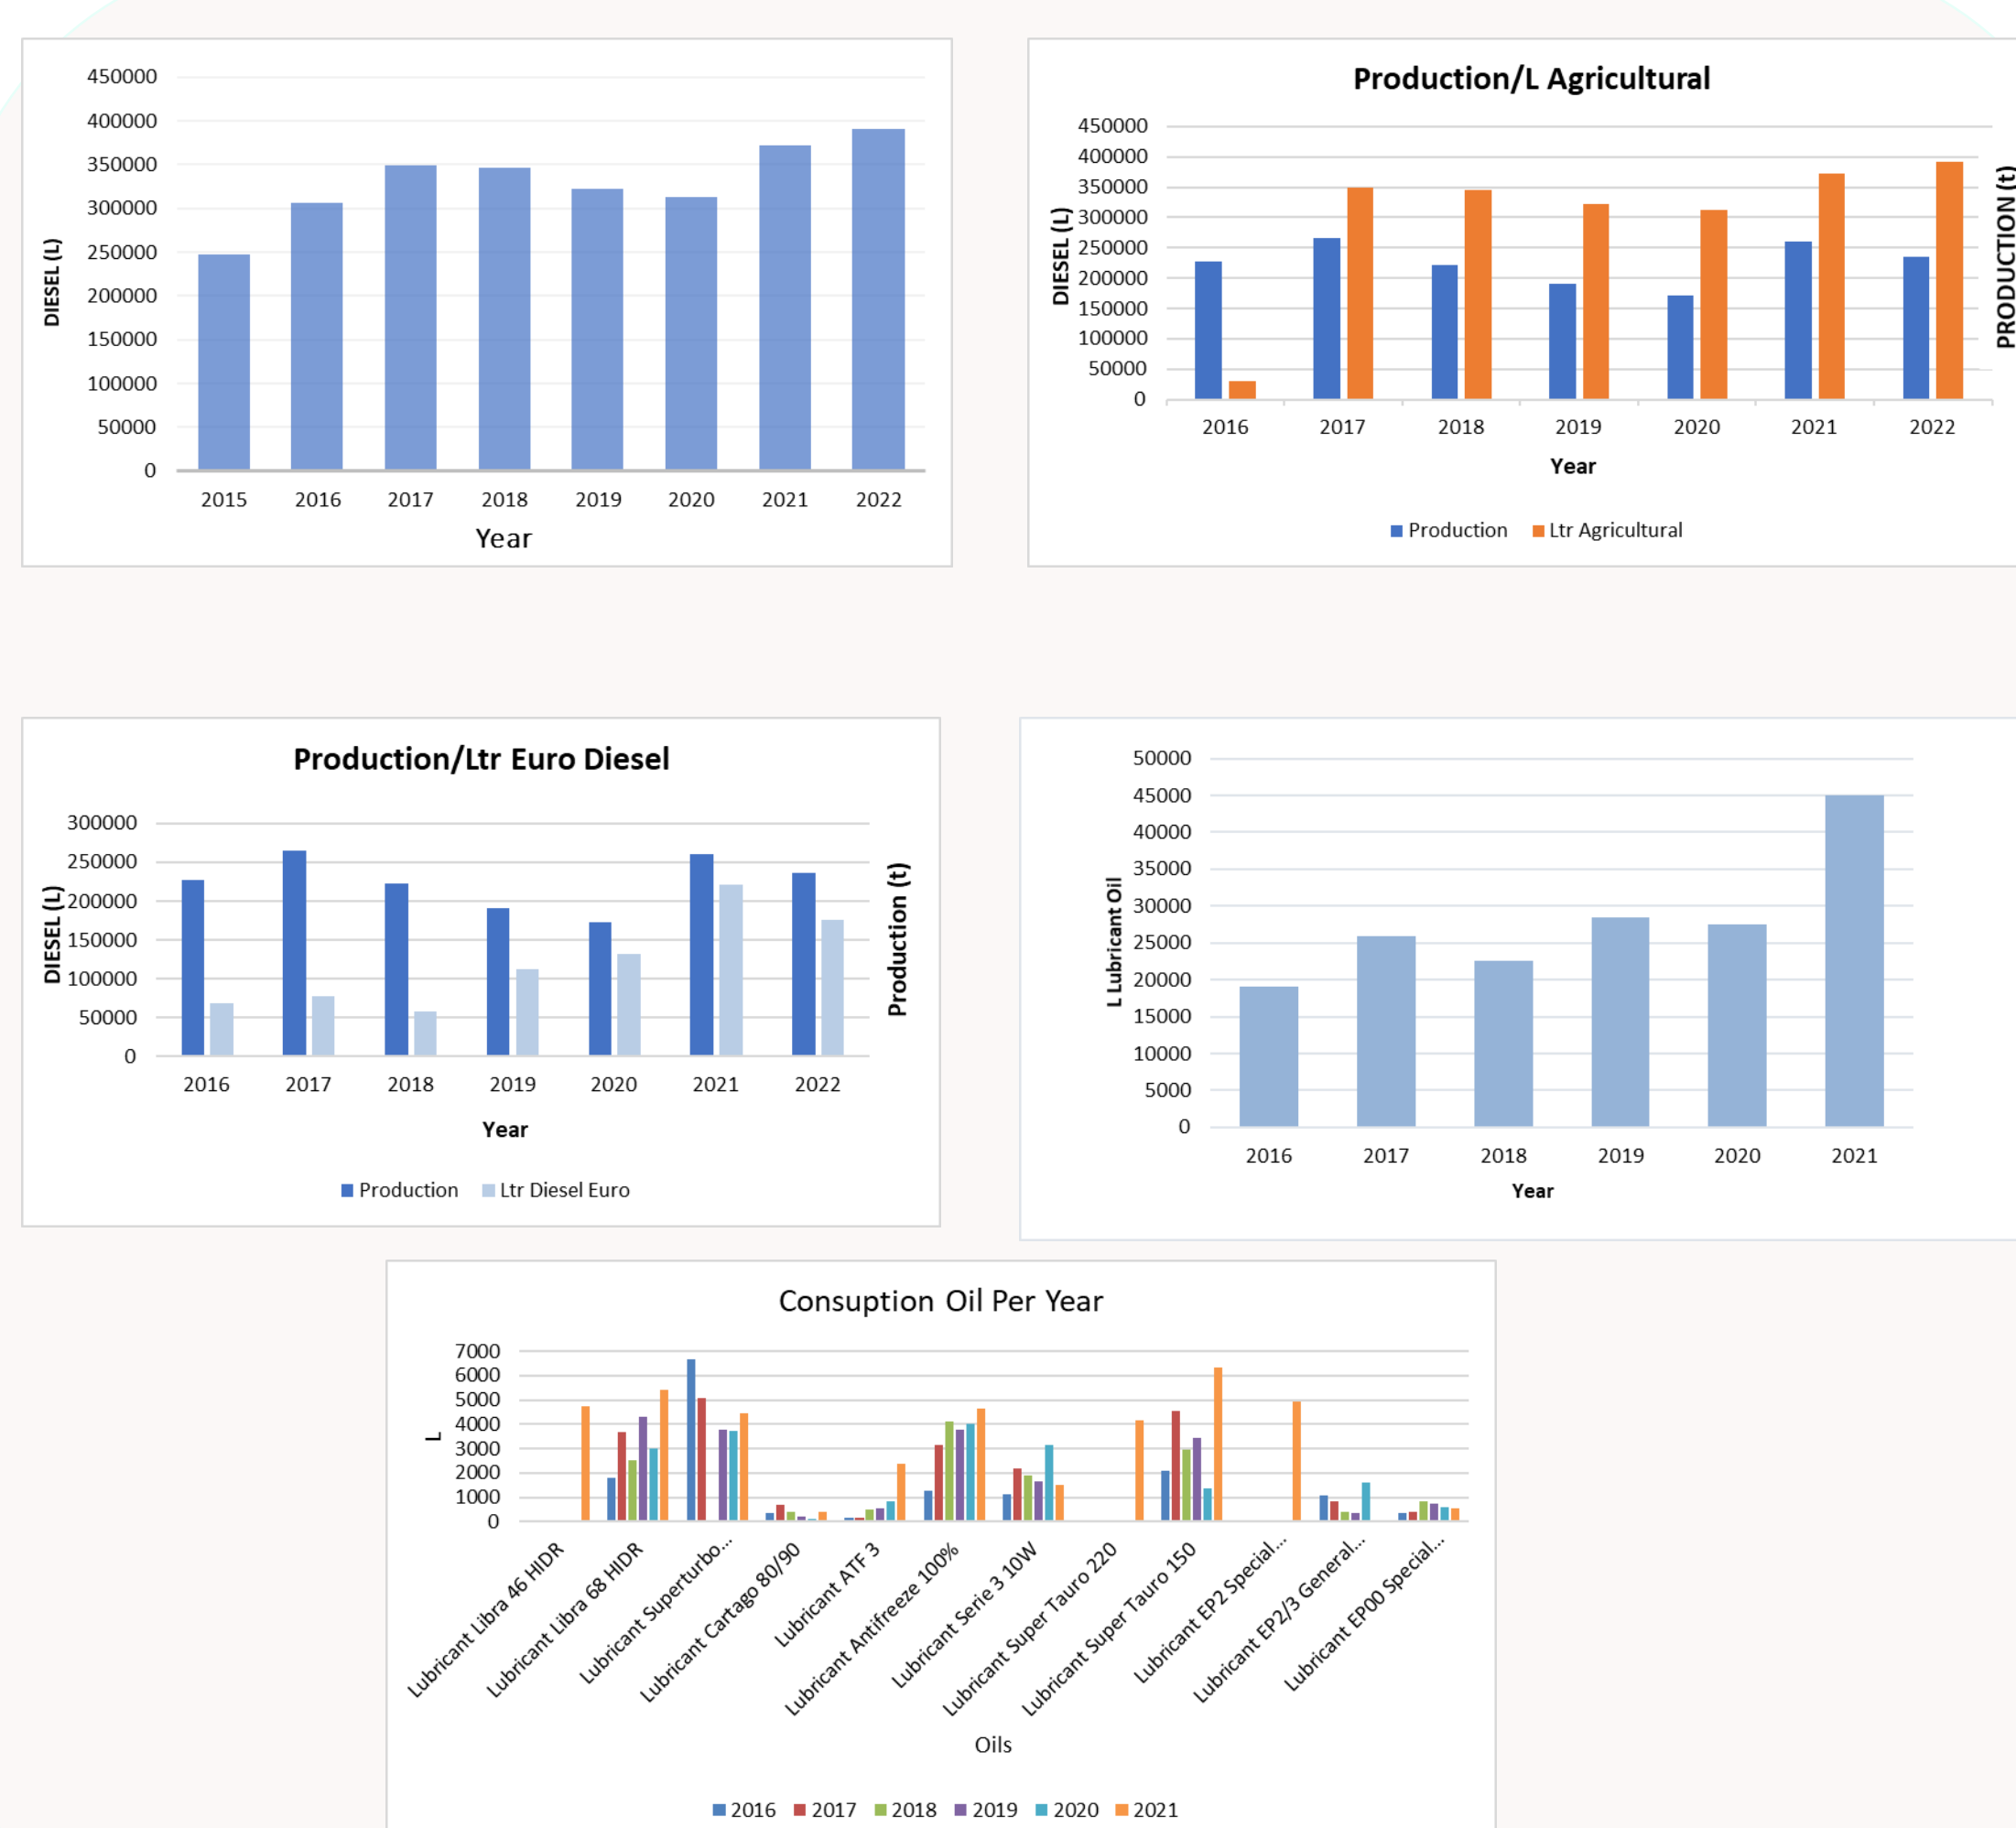 450000
400000
350000
300000
250000
200000
150000
100000
50000
0
DIESEL (L)
2015 2016 2017 2018 2019 2020 2021 2022
Year
Production/L Agricultural
450000
400000
350000
300000
250000
200000
150000
100000
50000
0
DIESEL (L)
PRODUCTION (t)
2016 2017 2018 2019 2020 2021 2022
Year
Production Ltr Agricultural
Production/Ltr Euro Diesel
300000
250000
200000
150000
100000
50000
0
DIESEL (L)
Production (t)
2016 2017 2018 2019 2020 2021 2022
Year
Production Ltr Diesel Euro
50000
45000
40000
35000
30000
25000
20000
15000
10000
5000
0
L Lubricant Oil
2016 2017 2018 2019 2020 2021
Year
Consuption Oil Per Year
7000
6000
5000
4000
3000
2000
1000
0
L
Lubricant Libra 46 HIDR
Lubricant Libra 68 HIDR
Lubricant Superturbo...
Lubricant Cartago 80/90
Lubricant ATF 3
Lubricant Antifreeze 100%
Lubricant Serie 3 10W
Lubricant Super Tauro 220
Lubricant Super Tauro 150
Lubricant EP2 Special...
Lubricant EP2/3 General...
Lubricant EP00 Special...
Oils
2016 2017 2018 2019 2020 2021